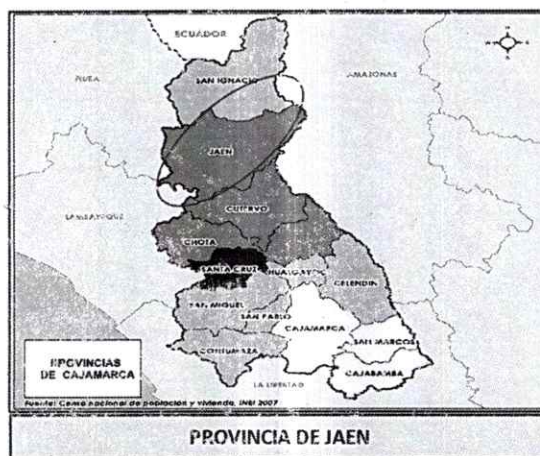 ECUADOR
N
PIURA
SAN IGNACIO
AMAZONAS
JAEN
LAMBAYEQUE
CUTERVO
CHOTA
SANTA CRUZ
HUALGAYOC
CELENDIN
SAN MIGUEL
SAN PABLO
CAJAMARCA
SAN MARCOS
CONTUMAZA
CAJABAMBA
LA LIBERTAD
PROVINCIAS
DE CAJAMARCA
Fuente: Censo nacional de población y vivienda, INEI 2007
PROVINCIA DE JAEN